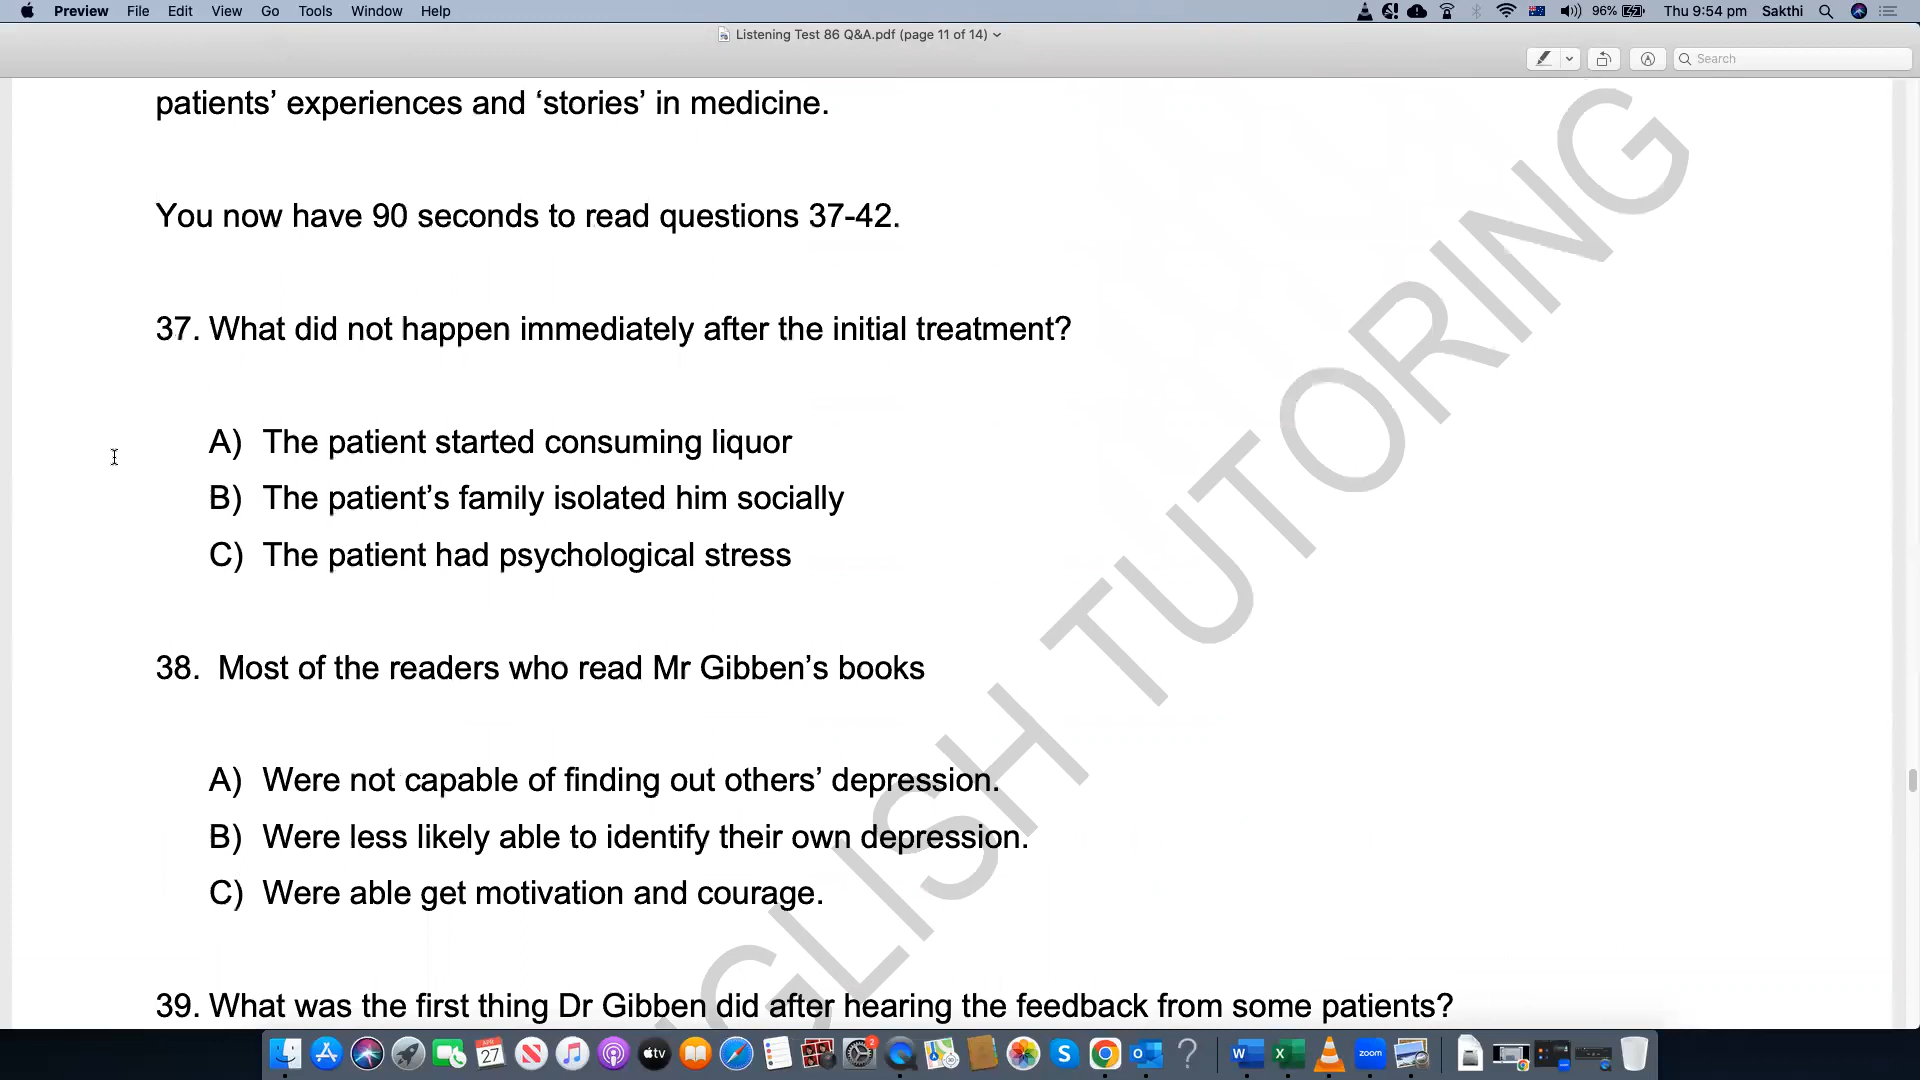 Preview File Edit View Go Tools Window Help 96% Thu 9:54 pm Sakthi
Listening Test 86 Q&A.pdf (page 11 of 14)
Search
patients’ experiences and ‘stories’ in medicine.
You now have 90 seconds to read questions 37-42.
37. What did not happen immediately after the initial treatment?
A) The patient started consuming liquor
B) The patient’s family isolated him socially
C) The patient had psychological stress
38. Most of the readers who read Mr Gibben’s books
A) Were not capable of finding out others’ depression.
B) Were less likely able to identify their own depression.
C) Were able get motivation and courage.
39. What was the first thing Dr Gibben did after hearing the feedback from some patients?
GLISH TUTORING
APR
27
tv
2
S
W
X
zoom
?